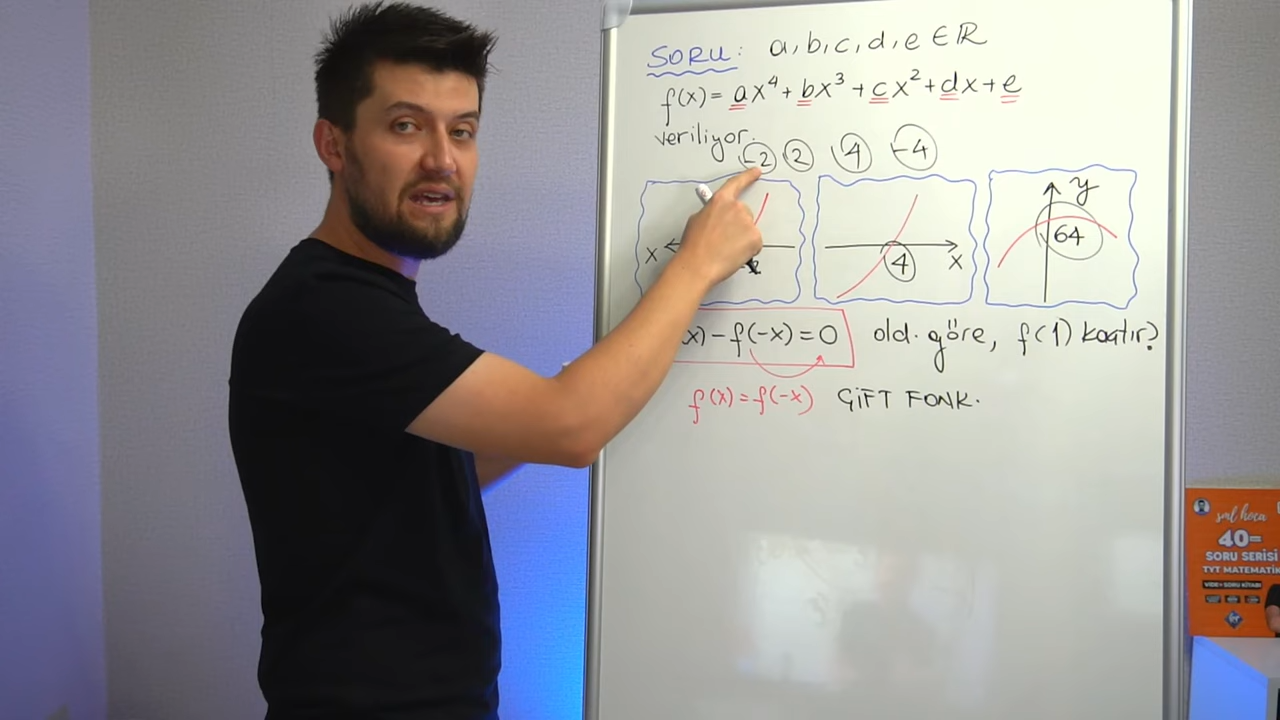 SORU: a, b, c, d, e ∈ ℝ
f(x) = ax⁴ + bx³ + cx² + dx + e
veriliyor.
-2 2 4 -4
x
4 x
y
64
x) - f(-x) = 0 old. göre, f(1) kaçtır?
f(x) = f(-x) ÇİFT FONK.
sml hoca
40=
SORU SERİSİ
TYT MATEMATİK